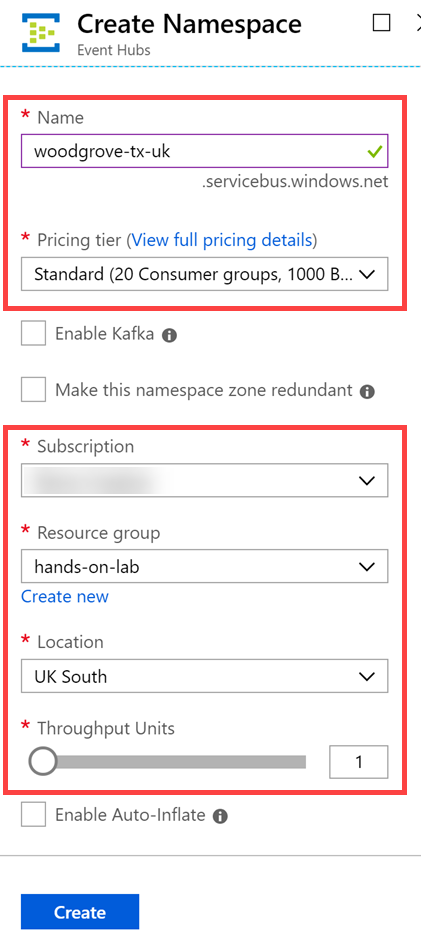 Create Namespace
Event Hubs
* Name
woodgrove-tx-uk
.servicebus.windows.net
* Pricing tier (View full pricing details)
Standard (20 Consumer groups, 1000 B...
Enable Kafka
Make this namespace zone redundant
* Subscription
* Resource group
hands-on-lab
Create new
* Location
UK South
* Throughput Units
1
Enable Auto-Inflate
Create